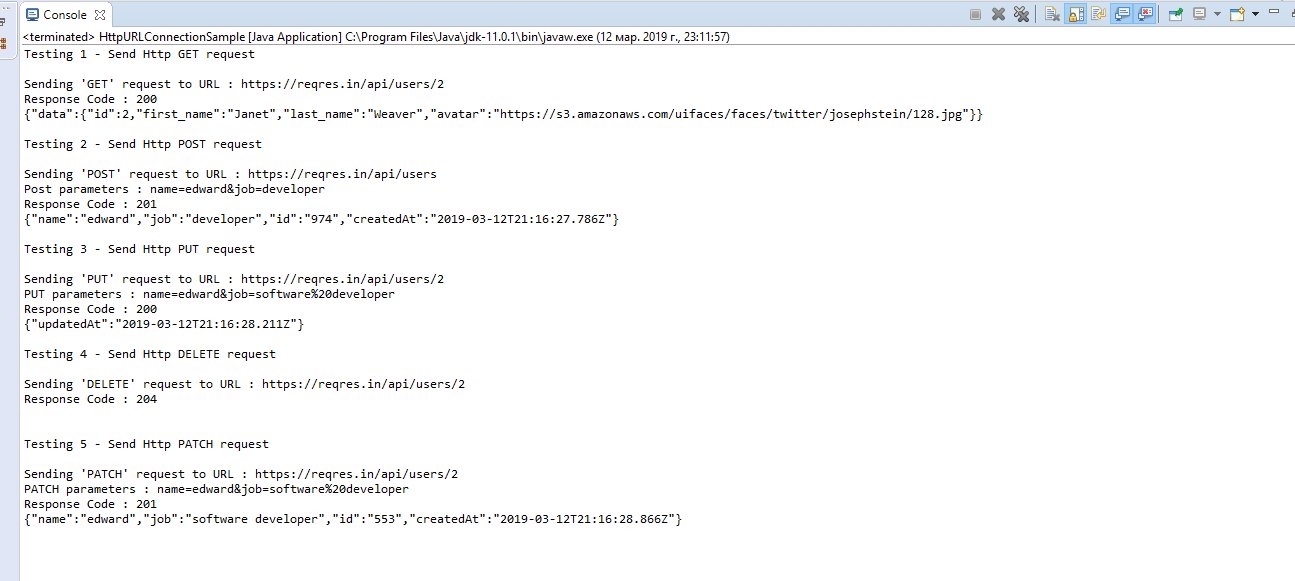 Console
<terminated> HttpURLConnectionSample [Java Application] C:\Program Files\Java\jdk-11.0.1\bin\javaw.exe (12 мар. 2019 г., 23:11:57)
Testing 1 - Send Http GET request
Sending 'GET' request to URL : https://reqres.in/api/users/2
Response Code : 200
{"data":{"id":2,"first_name":"Janet","last_name":"Weaver","avatar":"https://s3.amazonaws.com/uifaces/faces/twitter/josephstein/128.jpg"}}
Testing 2 - Send Http POST request
Sending 'POST' request to URL : https://reqres.in/api/users
Post parameters : name=edward&job=developer
Response Code : 201
{"name":"edward","job":"developer","id":"974","createdAt":"2019-03-12T21:16:27.786Z"}
Testing 3 - Send Http PUT request
Sending 'PUT' request to URL : https://reqres.in/api/users/2
PUT parameters : name=edward&job=software%20developer
Response Code : 200
{"updatedAt":"2019-03-12T21:16:28.211Z"}
Testing 4 - Send Http DELETE request
Sending 'DELETE' request to URL : https://reqres.in/api/users/2
Response Code : 204
Testing 5 - Send Http PATCH request
Sending 'PATCH' request to URL : https://reqres.in/api/users/2
PATCH parameters : name=edward&job=software%20developer
Response Code : 201
{"name":"edward","job":"software developer","id":"553","createdAt":"2019-03-12T21:16:28.866Z"}